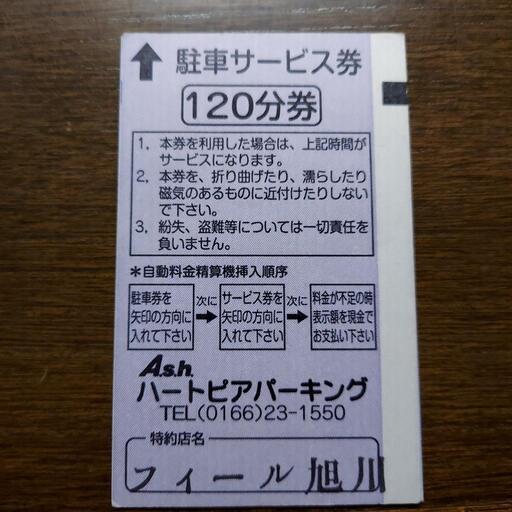 駐車サービス券
120分券
1. 本券を利用した場合は、上記時間が
サービスになります。
2. 本券を、折り曲げたり、濡らしたり
磁気のあるものに近付けたりしない
で下さい。
3. 紛失、盗難等については一切責任を
負いません。
*自動料金精算機挿入順序
駐車券を
矢印の方向に
入れて下さい
次に
サービス券を
矢印の方向に
入れて下さい
次に
料金が不足の時
表示額を現金で
お支払い下さい
A.s.h.
ハートピアパーキング
TEL(0166)23-1550
特約店名
フィール旭川